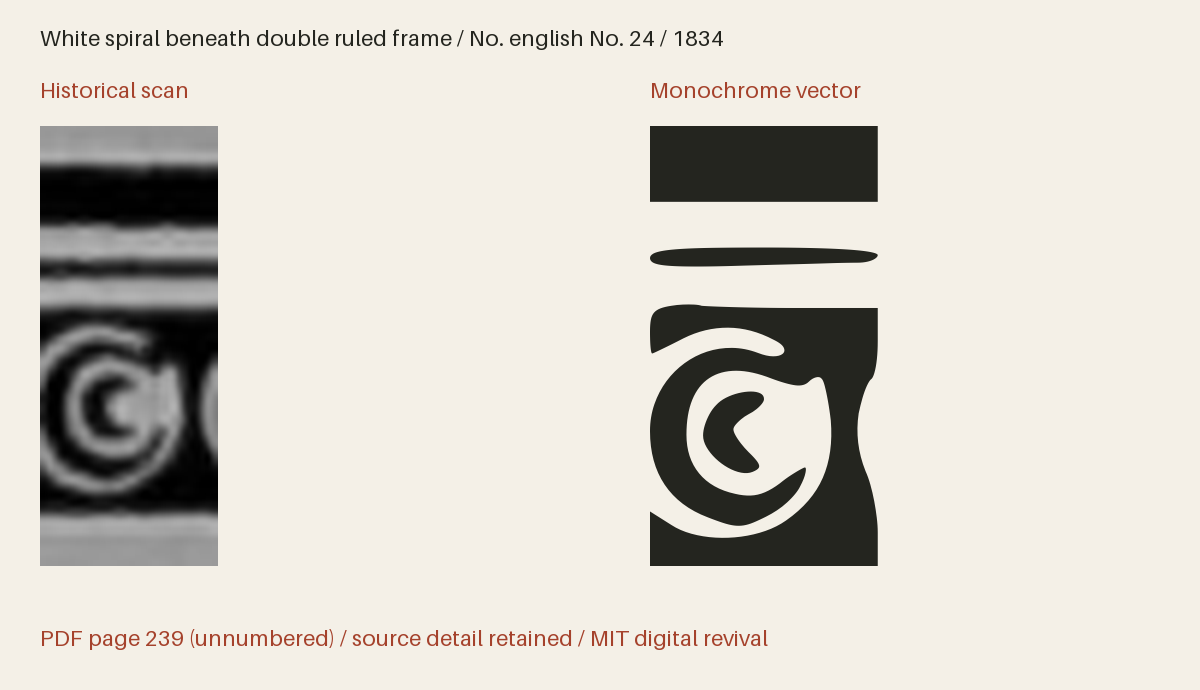 White spiral beneath double ruled frame / No. english No. 24 / 1834
Historical scan
Monochrome vector
PDF page 239 (unnumbered) / source detail retained / MIT digital revival